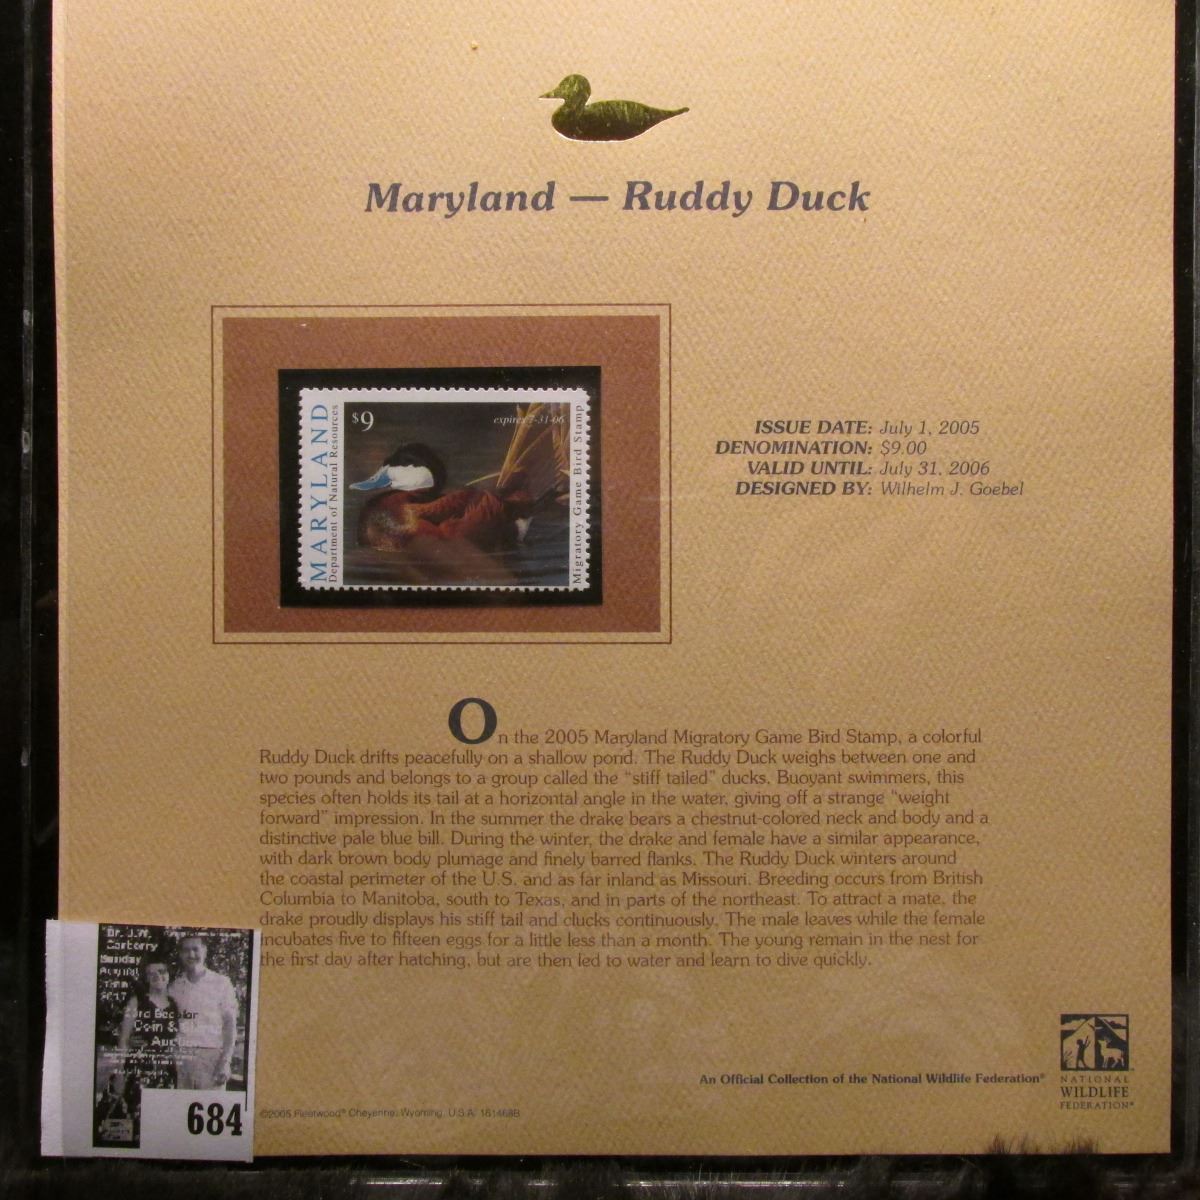 Maryland — Ruddy Duck
MARYLAND
Department of Natural Resources
$9
expires 7-31-06
Migratory Game Bird Stamp
ISSUE DATE: July 1, 2005
DENOMINATION: $9.00
VALID UNTIL: July 31, 2006
DESIGNED BY: Wilhelm J. Goebel
On the 2005 Maryland Migratory Game Bird Stamp, a colorful
Ruddy Duck drifts peacefully on a shallow pond. The Ruddy Duck weighs between one and
two pounds and belongs to a group called the "stiff tailed" ducks. Buoyant swimmers, this
species often holds its tail at a horizontal angle in the water, giving off a strange "weight
forward" impression. In the summer the drake bears a chestnut-colored neck and body and a
distinctive pale blue bill. During the winter, the drake and female have a similar appearance,
with dark brown body plumage and finely barred flanks. The Ruddy Duck winters around
the coastal perimeter of the U.S. and as far inland as Missouri. Breeding occurs from British
Columbia to Manitoba, south to Texas, and in parts of the northeast. To attract a mate, the
drake proudly displays his stiff tail and clucks continuously. The male leaves while the female
incubates five to fifteen eggs for a little less than a month. The young remain in the nest for
the first day after hatching, but are then led to water and learn to dive quickly.
Dr. J.W.
Carberry
Sunday
August
2017
Coin &
Auction
684
An Official Collection of the National Wildlife Federation®
NATIONAL
WILDLIFE
FEDERATION®
©2005 Fleetwood® Cheyenne, Wyoming, U.S.A. 161468B